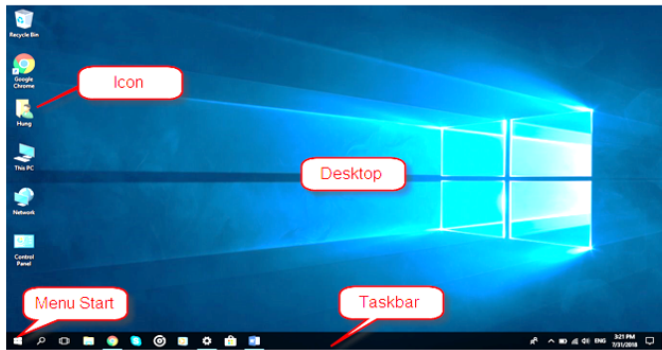 Recycle Bin
Google
Chrome
Icon
Hung
This PC
Desktop
Network
Control
Panel
Menu Start
Taskbar
ENG
3:21 PM
7/31/2018